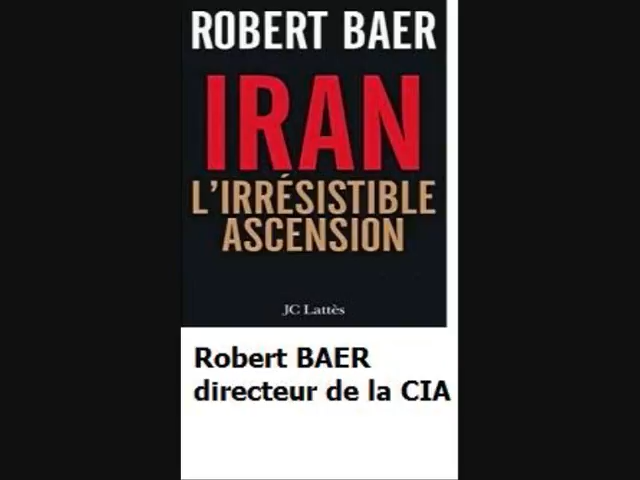 ROBERT BAER
IRAN
L'IRRÉSISTIBLE
ASCENSION
JC Lattès
Robert BAER
directeur de la CIA